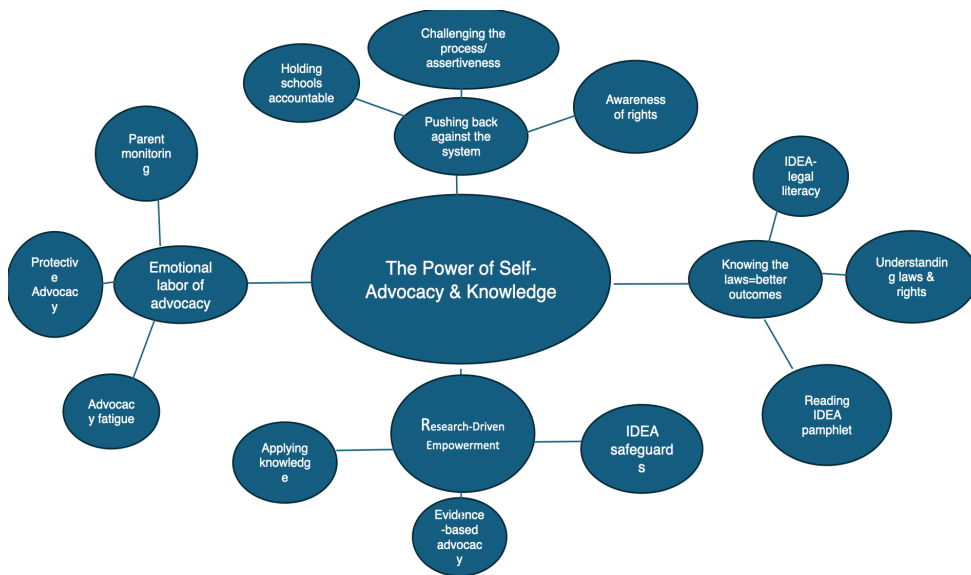 Challenging the
process/
assertiveness
Holding
schools
accountable
Pushing back
against the
system
Awareness
of rights
Parent
monitorin
g
IDEA-
legal
literacy
Protectiv
e
Advocac
y
Emotional
labor of
advocacy
The Power of Self-
Advocacy & Knowledge
Knowing the
laws=better
outcomes
Understandin
g laws &
rights
Advocac
y fatigue
Research-Driven
Empowerment
Applying
knowledg
e
IDEA
safeguard
s
Reading
IDEA
pamphlet
Evidence
-based
advocac
y